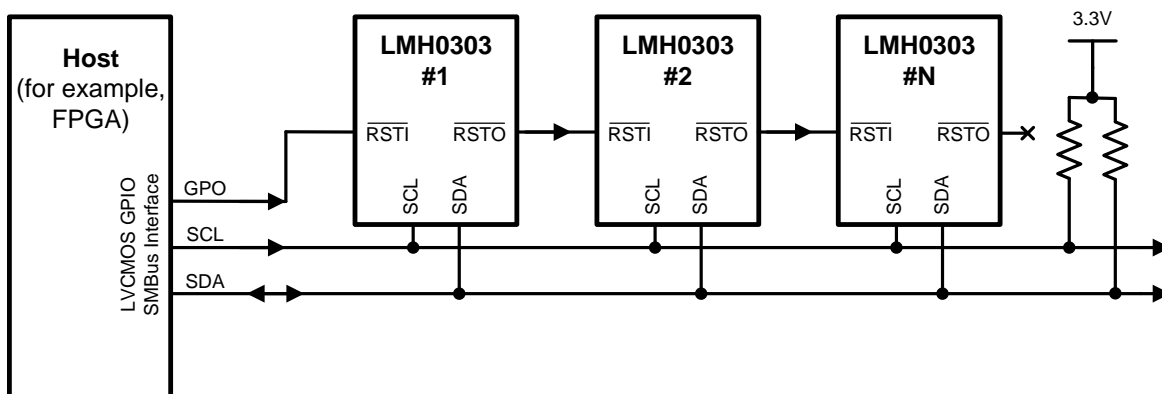 Host
(for example,
FPGA)
LVCMOS GPIO
SMBus Interface
GPO
SCL
SDA
LMH0303
#1
RSTI
RSTO
SCL
SDA
LMH0303
#2
RSTI
RSTO
SCL
SDA
LMH0303
#N
RSTI
RSTO
SCL
SDA
3.3V